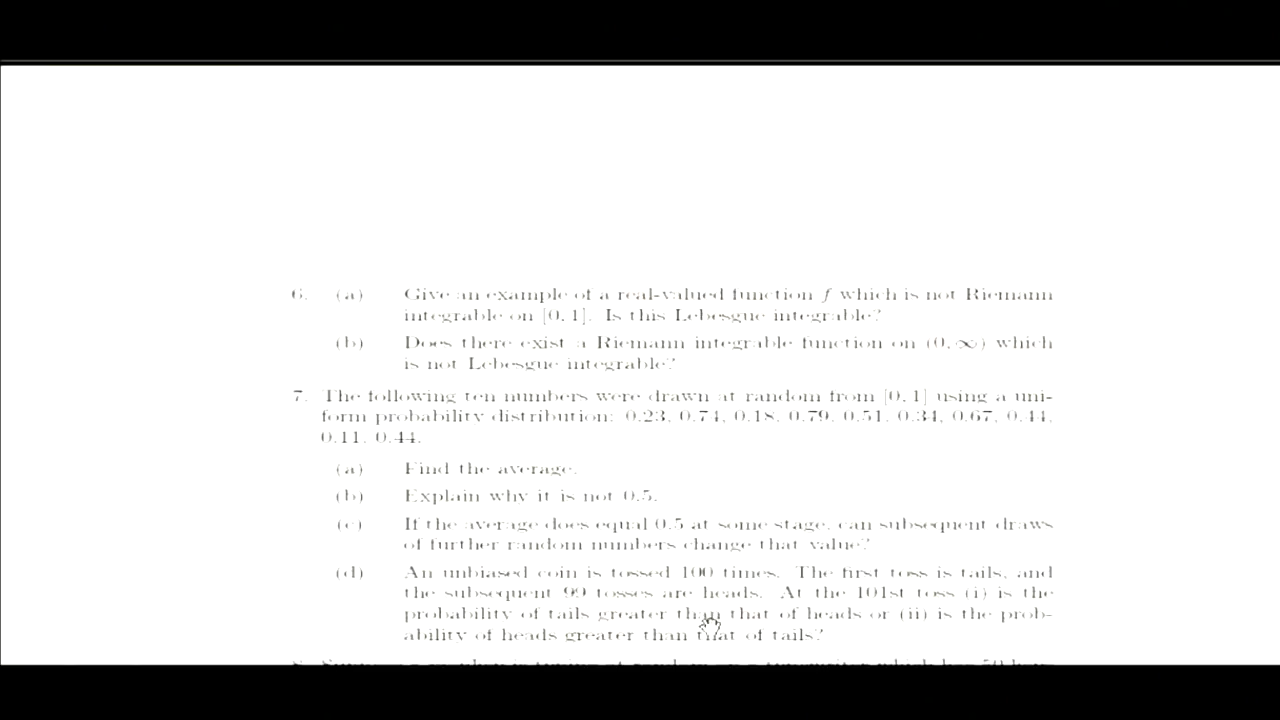 6. (a) Give an example of a real-valued function f which is not Riemann
integrable on [0, 1]. Is this Lebesgue integrable?
(b) Does there exist a Riemann integrable function on (0, ∞) which
is not Lebesgue integrable?
7. The following ten numbers were drawn at random from [0, 1] using a uni-
form probability distribution: 0.23, 0.74, 0.18, 0.79, 0.51, 0.34, 0.67, 0.44,
0.11, 0.44.
(a) Find the average.
(b) Explain why it is not 0.5.
(c) If the average does equal 0.5 at some stage, can subsequent draws
of further random numbers change that value?
(d) An unbiased coin is tossed 100 times. The first toss is tails, and
the subsequent 99 tosses are heads. At the 101st toss (i) is the
probability of tails greater than that of heads or (ii) is the prob-
ability of heads greater than that of tails?